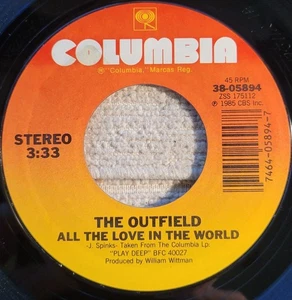 COLUMBIA
® "Columbia," Marcas Reg.
45 RPM
38-05894
ZSS 175112
℗ 1985 CBS Inc.
STEREO
3:33
7464-05894-7
THE OUTFIELD
ALL THE LOVE IN THE WORLD
-J. Spinks- Taken From The Columbia Lp
"PLAY DEEP" BFC 40027
Produced by William Wittman